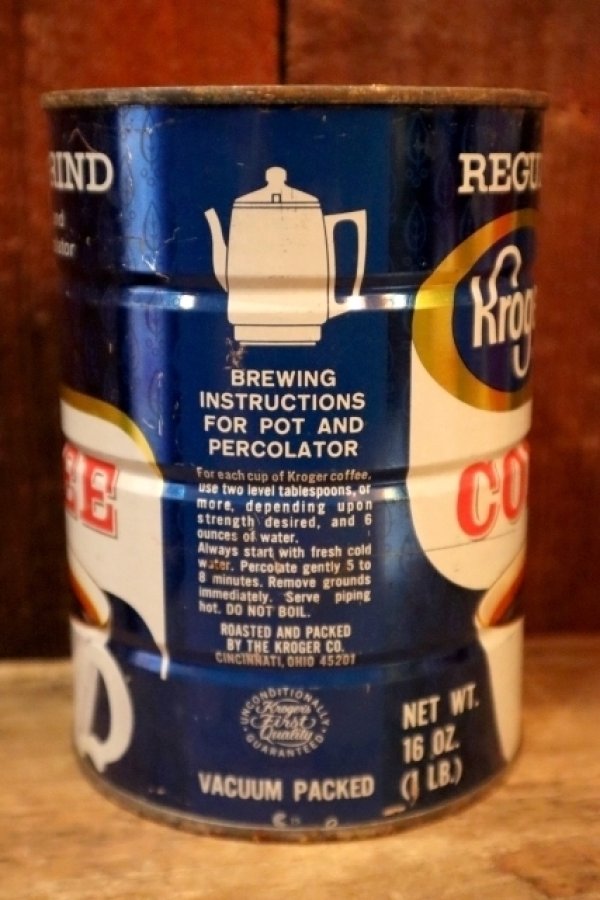 REGU
Kroge
BREWING
INSTRUCTIONS
FOR POT AND
PERCOLATOR
For each cup of Kroger coffee,
use two level tablespoons, or
more, depending upon
strength desired, and 6
ounces of water.
Always start with fresh cold
water. Percolate gently 5 to
8 minutes. Remove grounds
immediately. Serve piping
hot. DO NOT BOIL.
ROASTED AND PACKED
BY THE KROGER CO.
CINCINNATI, OHIO 45201
UNCONDITIONALLY
Kroger's
First
Quality
GUARANTEED
VACUUM PACKED
NET WT.
16 OZ.
(1 LB.)
IND
EE
CO
D